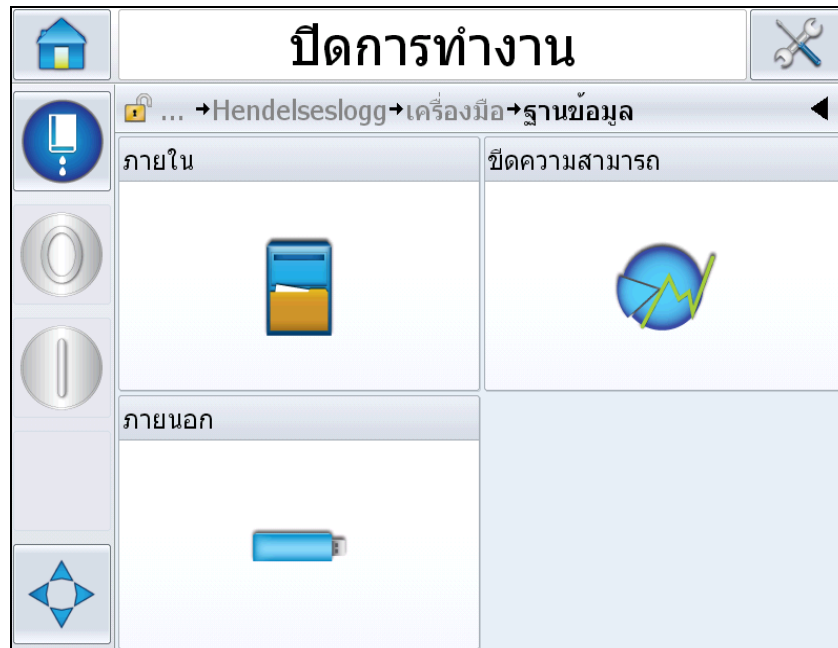 ปิดการทำงาน
... →Hendelseslogg→เครื่องมือ→ฐานข้อมูล
ภายใน
ขีดความสามารถ
ภายนอก